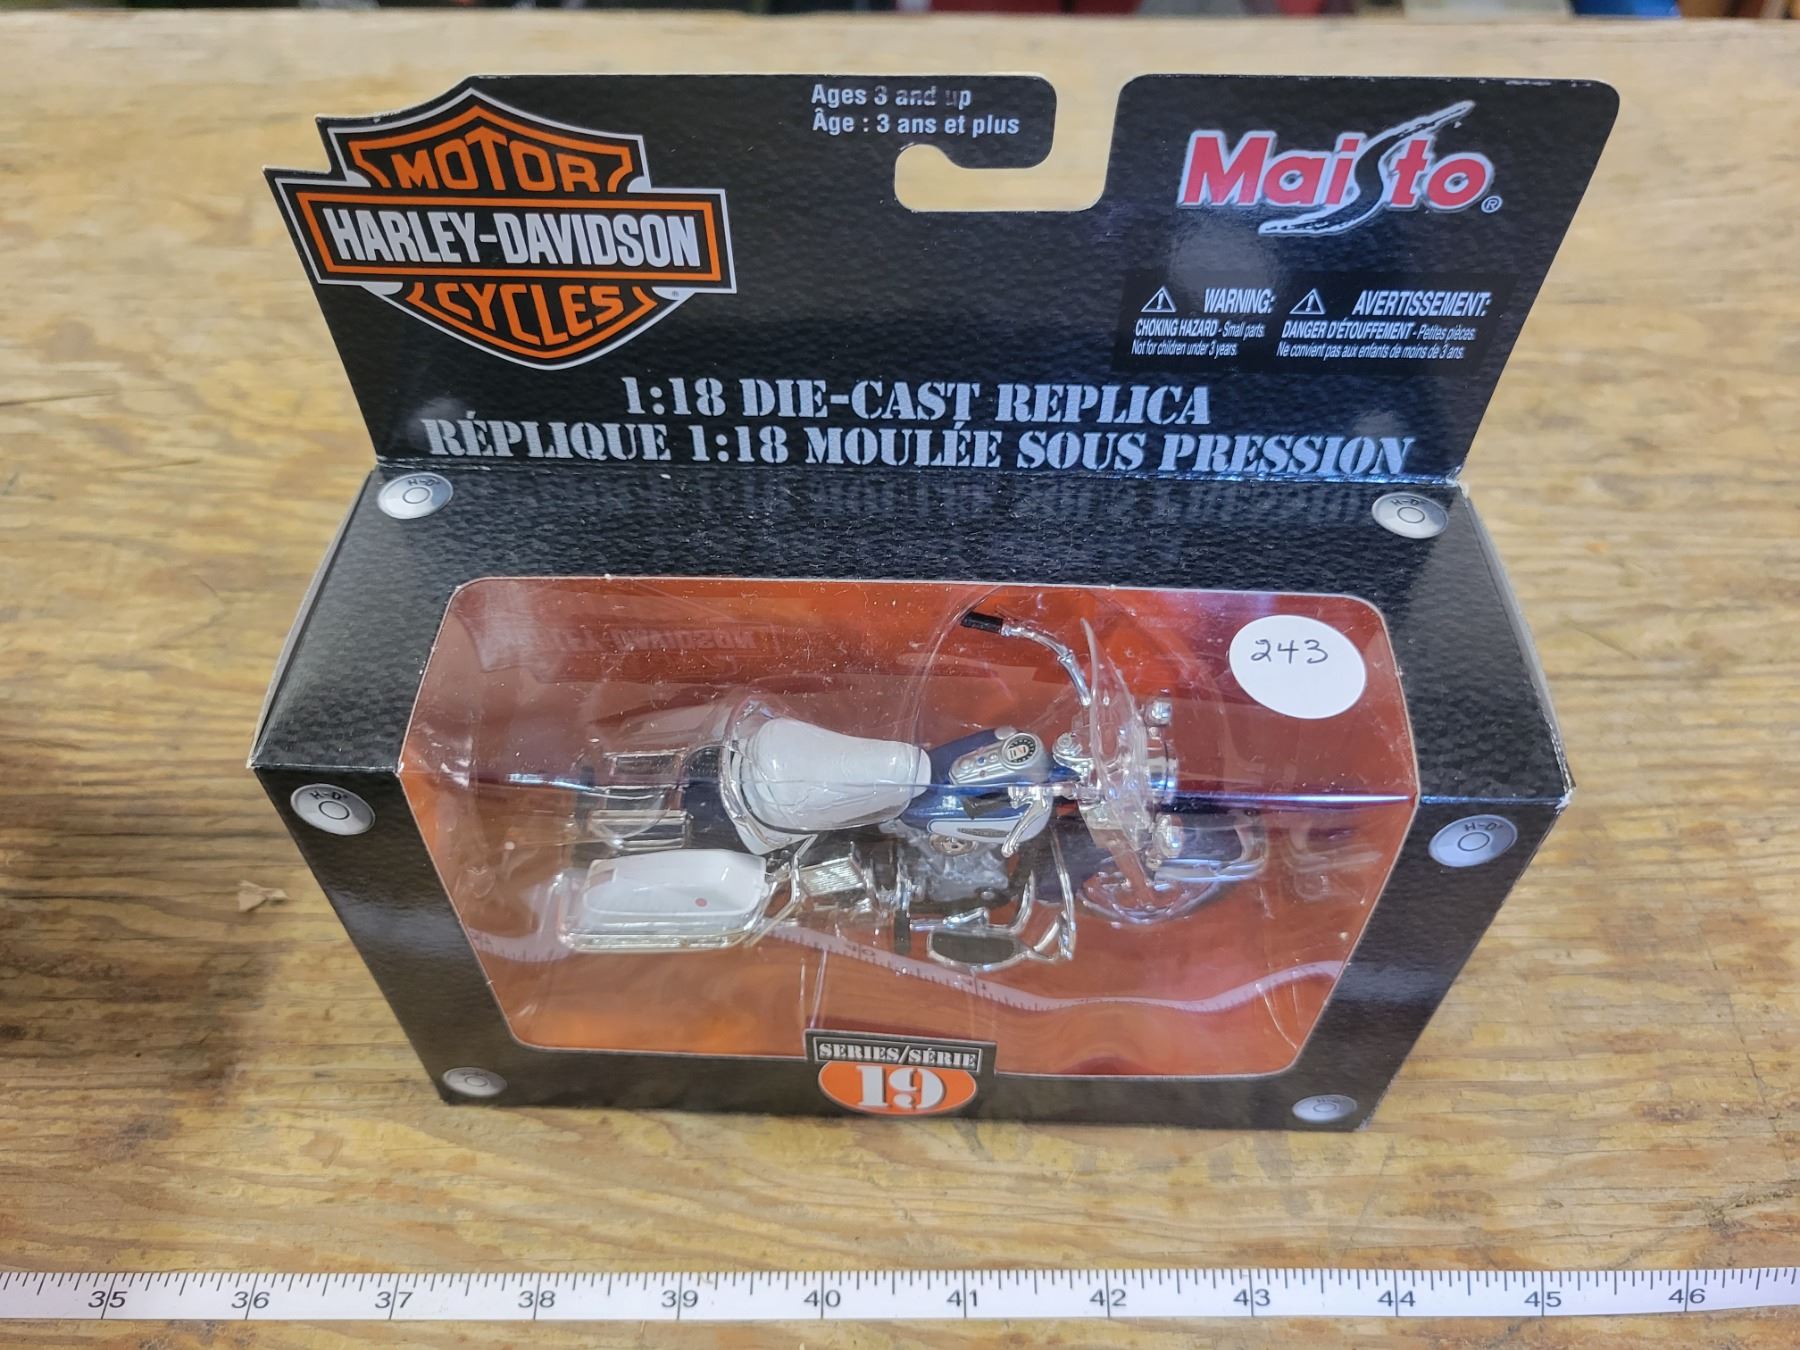 Ages 3 and up
Âge : 3 ans et plus
MOTOR
HARLEY-DAVIDSON
CYCLES
®
Maisto®
WARNING:
CHOKING HAZARD - Small parts
Not for children under 3 years.
AVERTISSEMENT:
DANGER D'ÉTOUFFEMENT - Petites pièces.
Ne convient pas aux enfants de moins de 3 ans.
1:18 DIE-CAST REPLICA
RÉPLIQUE 1:18 MOULÉE SOUS PRESSION
H-D
H-D
243
H-D
H-D
SERIES/SÉRIE
19
35 36 37 38 39 40 41 42 43 44 45 46